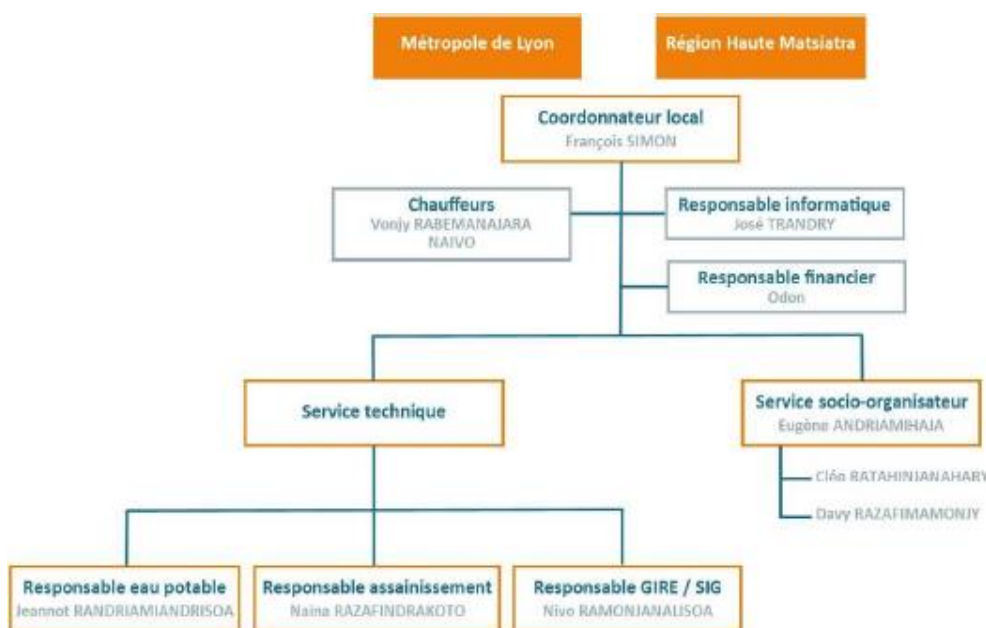 Métropole de Lyon
Région Haute Matsiatra
Coordonnateur local
François SIMON
Chauffeurs
Vonjy RABEMANAJARA
NAIVO
Responsable informatique
José TRANDRY
Responsable financier
Odon
Service technique
Service socio-organisateur
Eugène ANDRIAMIHAJA
Cléo RATAHINJANAHARY
Davy RAZAFIMAMONJY
Responsable eau potable
Jeannot RANDRIAMIANDRISOA
Responsable assainissement
Naina RAZAFINDRAKOTO
Responsable GIRE / SIG
Nivo RAMONJANALISOA